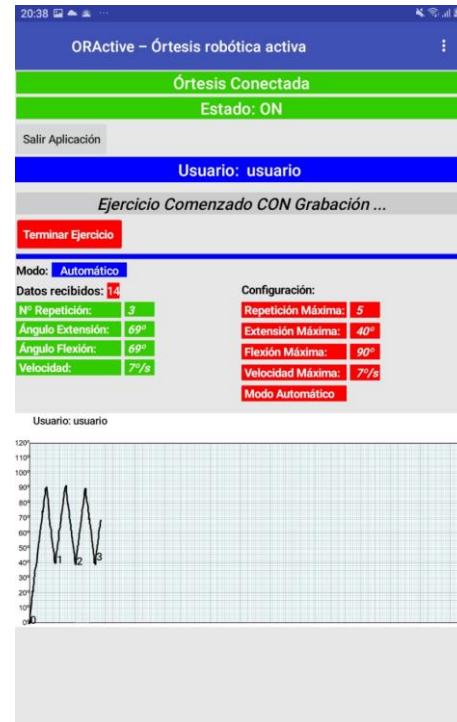 20:38
ORActive – Órtesis robótica activa
Órtesis Conectada
Estado: ON
Salir Aplicación
Usuario: usuario
Ejercicio Comenzado CON Grabación ...
Terminar Ejercicio
Modo: Automático
Datos recibidos: 14
Nº Repetición: 3
Ángulo Extensión: 69º
Ángulo Flexión: 69º
Velocidad: 7º/s
Configuración:
Repetición Máxima: 5
Extensión Máxima: 40º
Flexión Máxima: 90º
Velocidad Máxima: 7º/s
Modo Automático
Usuario: usuario
120º
110º
100º
90º
80º
70º
60º
50º
40º
30º
20º
10º
0º
0 1 2 3